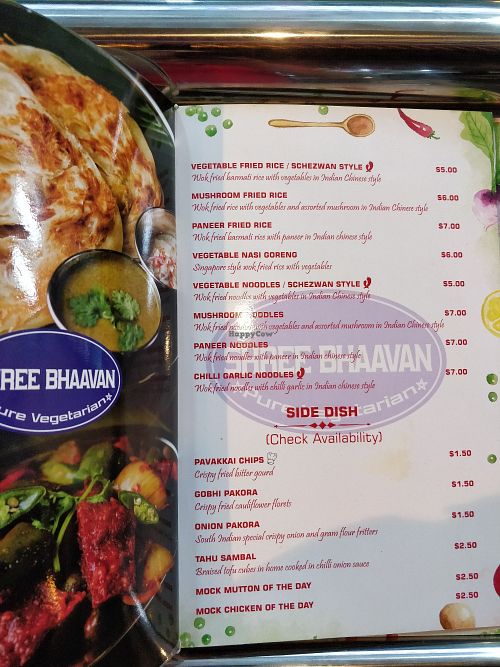 VEGETABLE FRIED RICE / SCHEZWAN STYLE $5.00
Wok fried basmati rice with vegetables in Indian Chinese style
MUSHROOM FRIED RICE $6.00
Wok fried rice with vegetables and assorted mushroom in Indian Chinese style
PANEER FRIED RICE $7.00
Wok fried basmati rice with paneer in Indian chinese style
VEGETABLE NASI GORENG $6.00
Singapore style wok fried rice with vegetables
VEGETABLE NOODLES / SCHEZWAN STYLE $5.00
Wok fried noodles with vegetables in Indian Chinese style
MUSHROOM NOODLES $7.00
Wok fried noodles with vegetables and assorted mushroom in Indian Chinese style
PANEER NOODLES $7.00
Wok fried noodles with paneer in Indian chinese style
CHILLI GARLIC NOODLES $7.00
Wok fried noodles with chilli garlic in Indian chinese style
SHREE BHAAVAN
Pure Vegetarian
HappyCow
SIDE DISH
(Check Availability)
PAVAKKAI CHIPS $1.50
Crispy fried bitter gourd
GOBHI PAKORA $1.50
Crispy fried cauliflower florets
ONION PAKORA $1.50
South Indian special crispy onion and gram flour fritters
TAHU SAMBAL $2.50
Braised tofu cubes in home cooked in chilli onion sauce
MOCK MUTTON OF THE DAY $2.50
MOCK CHICKEN OF THE DAY $2.50
REE BHAAVAN
ure Vegetarian